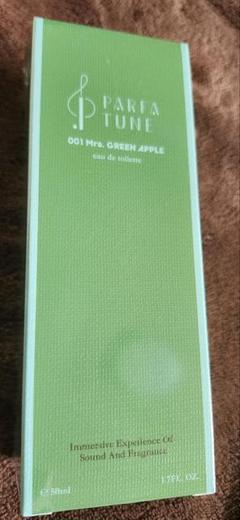 PARFA
TUNE
001 Mrs. GREEN APPLE
eau de toilette
Immersive Experience Of
Sound And Fragrance
℮50ml 1.7FL. OZ.